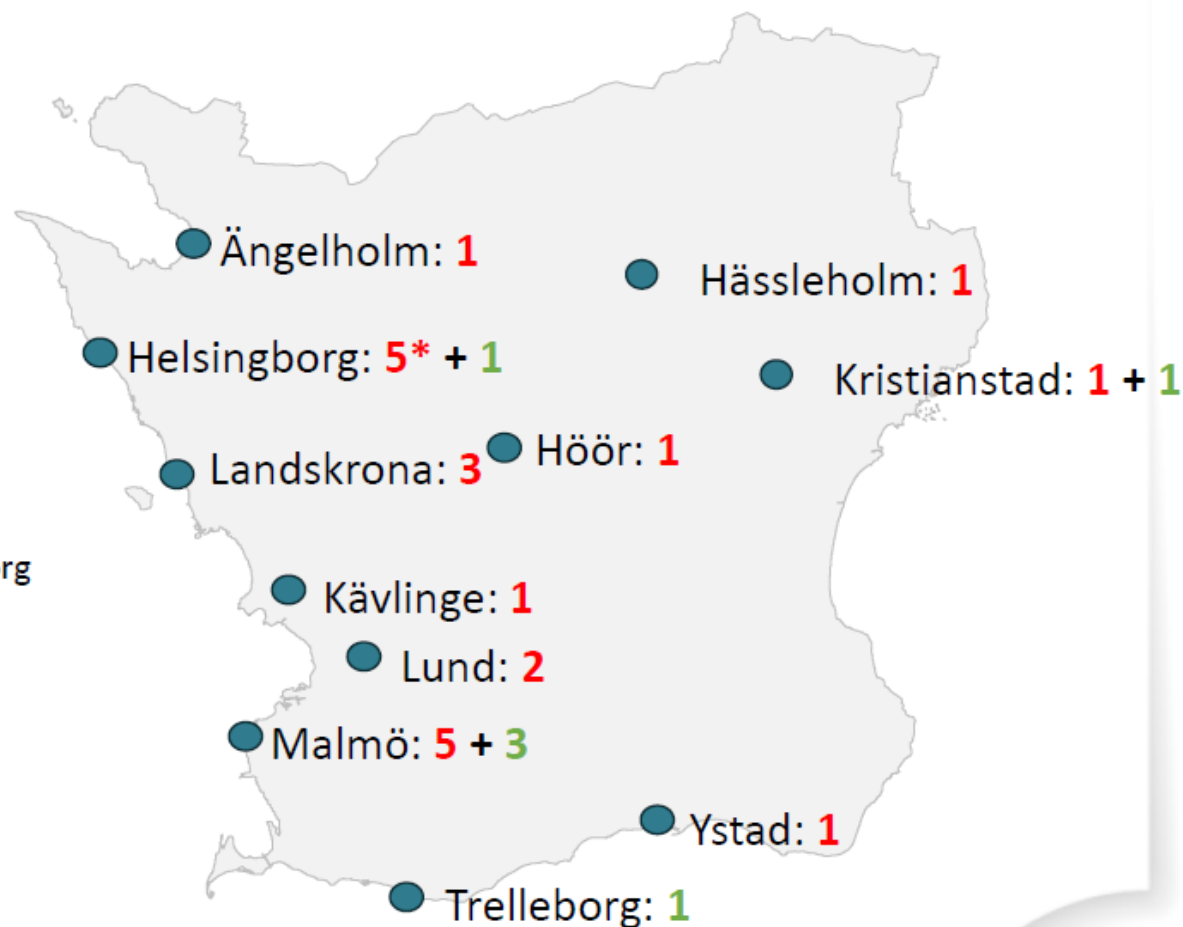 Ängelholm: 1
Hässleholm: 1
Helsingborg: 5* + 1
Kristianstad: 1 + 1
Höör: 1
Landskrona: 3
rg
Kävlinge: 1
Lund: 2
Malmö: 5 + 3
Ystad: 1
Trelleborg: 1